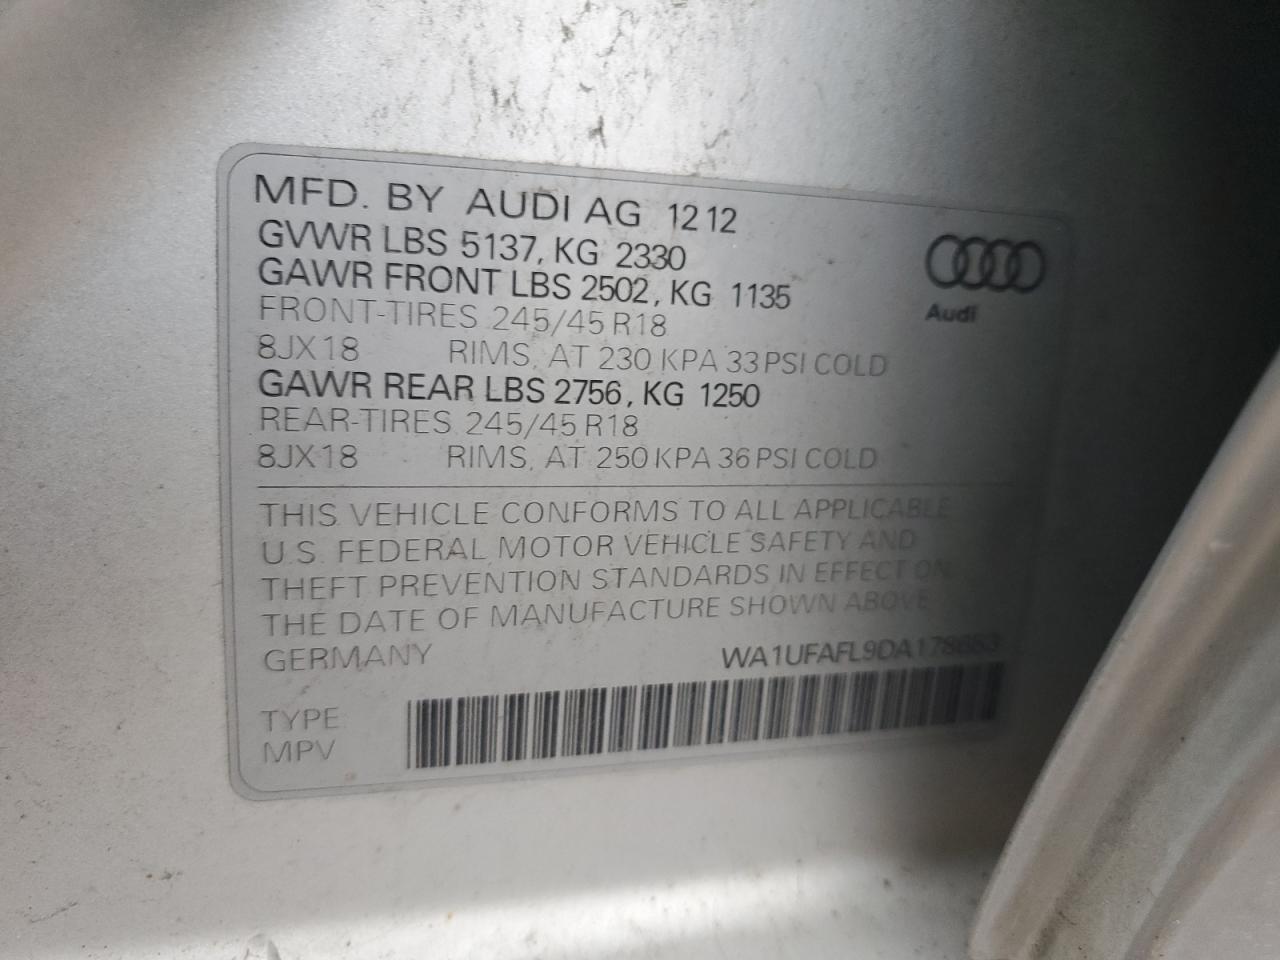 MFD. BY AUDI AG 12 12
GVWR LBS 5137, KG 2330
GAWR FRONT LBS 2502, KG 1135
FRONT-TIRES 245/45 R18
8JX18 RIMS, AT 230 KPA 33 PSI COLD
GAWR REAR LBS 2756, KG 1250
REAR-TIRES 245/45 R18
8JX18 RIMS, AT 250 KPA 36 PSI COLD
Audi
THIS VEHICLE CONFORMS TO ALL APPLICABLE
U.S. FEDERAL MOTOR VEHICLE SAFETY AND
THEFT PREVENTION STANDARDS IN EFFECT ON
THE DATE OF MANUFACTURE SHOWN ABOVE
GERMANY
TYPE:
MPV